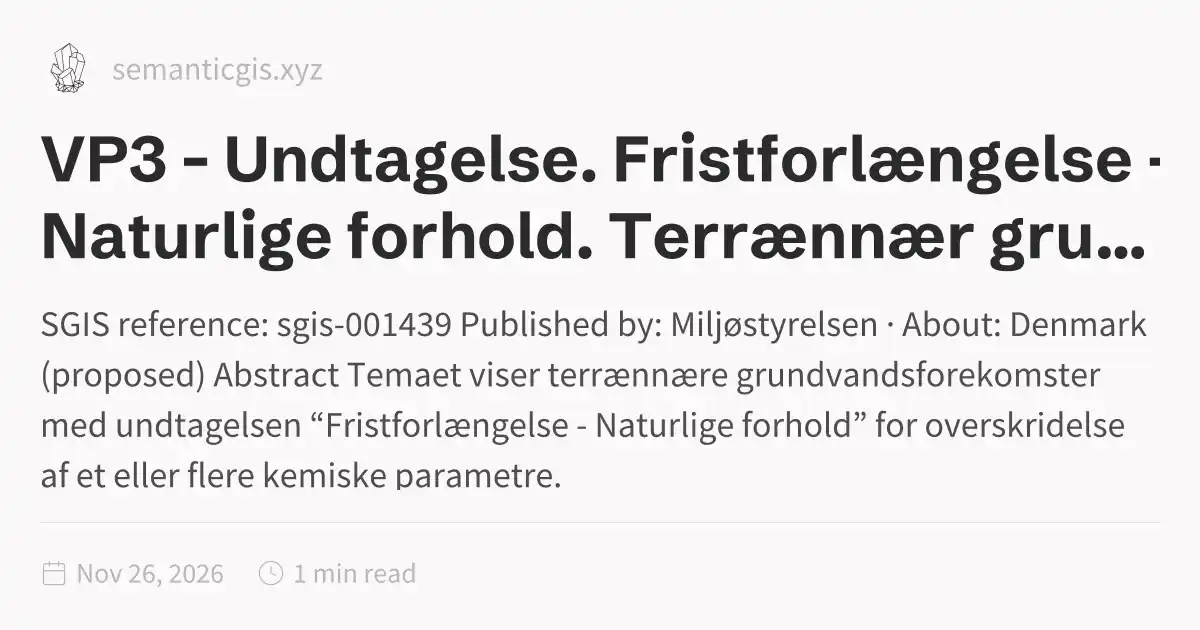 semanticgis.xyz
VP3 - Undtagelse. Fristforlængelse -
Naturlige forhold. Terrænnær gru...
SGIS reference: sgis-001439 Published by: Miljøstyrelsen · About: Denmark
(proposed) Abstract Temaet viser terrænnære grundvandsforekomster
med undtagelsen “Fristforlængelse - Naturlige forhold” for overskridelse
af et eller flere kemiske parametre.
Nov 26, 2026 1 min read